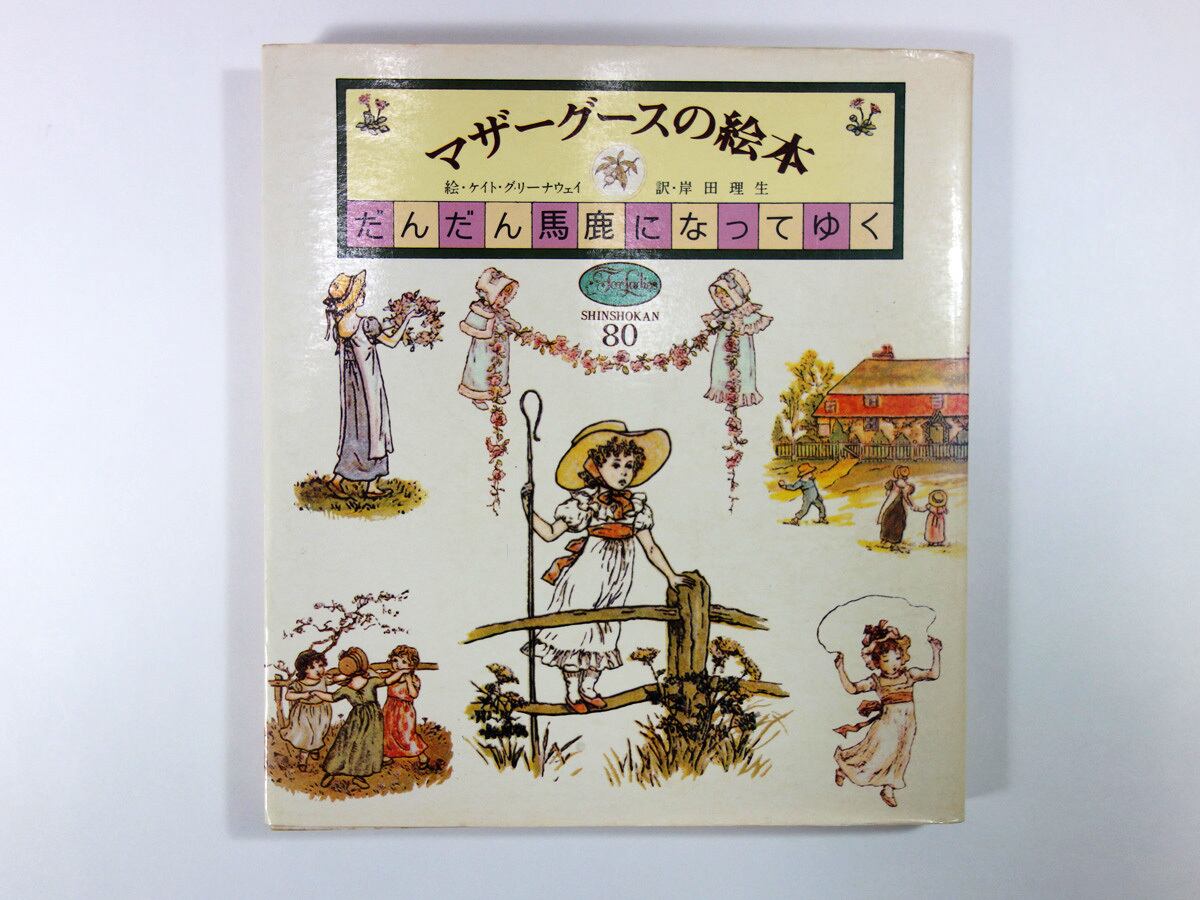 マザーグースの絵本
絵・ケイト・グリーナウェイ 訳・岸田理生
だんだん馬鹿になってゆく
For Ladies
SHINSHOKAN
80